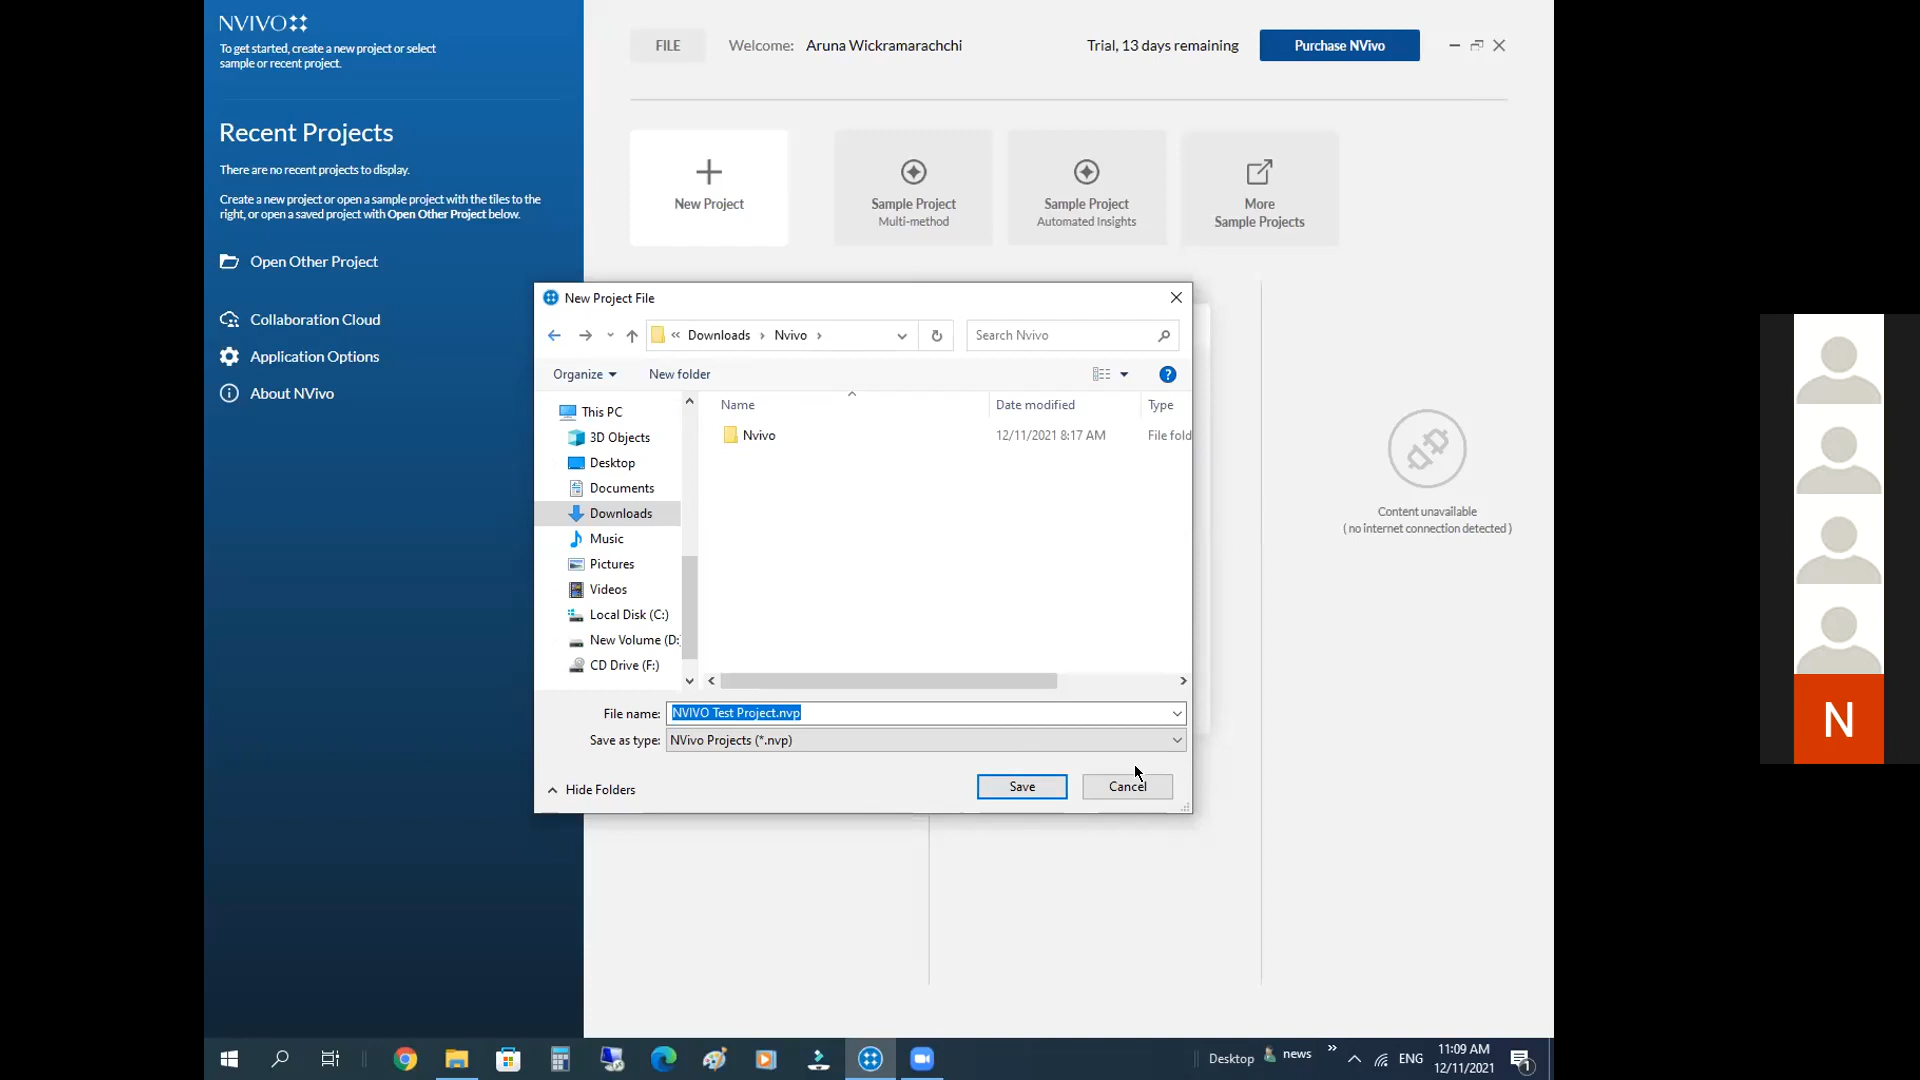 NVIVO
To get started, create a new project or select
sample or recent project.
Recent Projects
There are no recent projects to display.
Create a new project or open a sample project with the tiles to the
right, or open a saved project with Open Other Project below.
Open Other Project
Collaboration Cloud
Application Options
About NVivo
FILE
Welcome: Aruna Wickramarachchi
Trial, 13 days remaining
Purchase NVivo
New Project
Sample Project
Multi-method
Sample Project
Automated Insights
More
Sample Projects
New Project File
« Downloads › Nvivo ›
Search Nvivo
Organize
New folder
?
This PC
3D Objects
Desktop
Documents
Downloads
Music
Pictures
Videos
Local Disk (C:)
New Volume (D:
CD Drive (F:)
Name
Date modified
Type
Nvivo
12/11/2021 8:17 AM
File fold
File name: NVIVO Test Project.nvp
Save as type: NVivo Projects (*.nvp)
Hide Folders
Save
Cancel
Content unavailable
( no internet connection detected )
N
Desktop
news
»
ENG
11:09 AM
12/11/2021
1